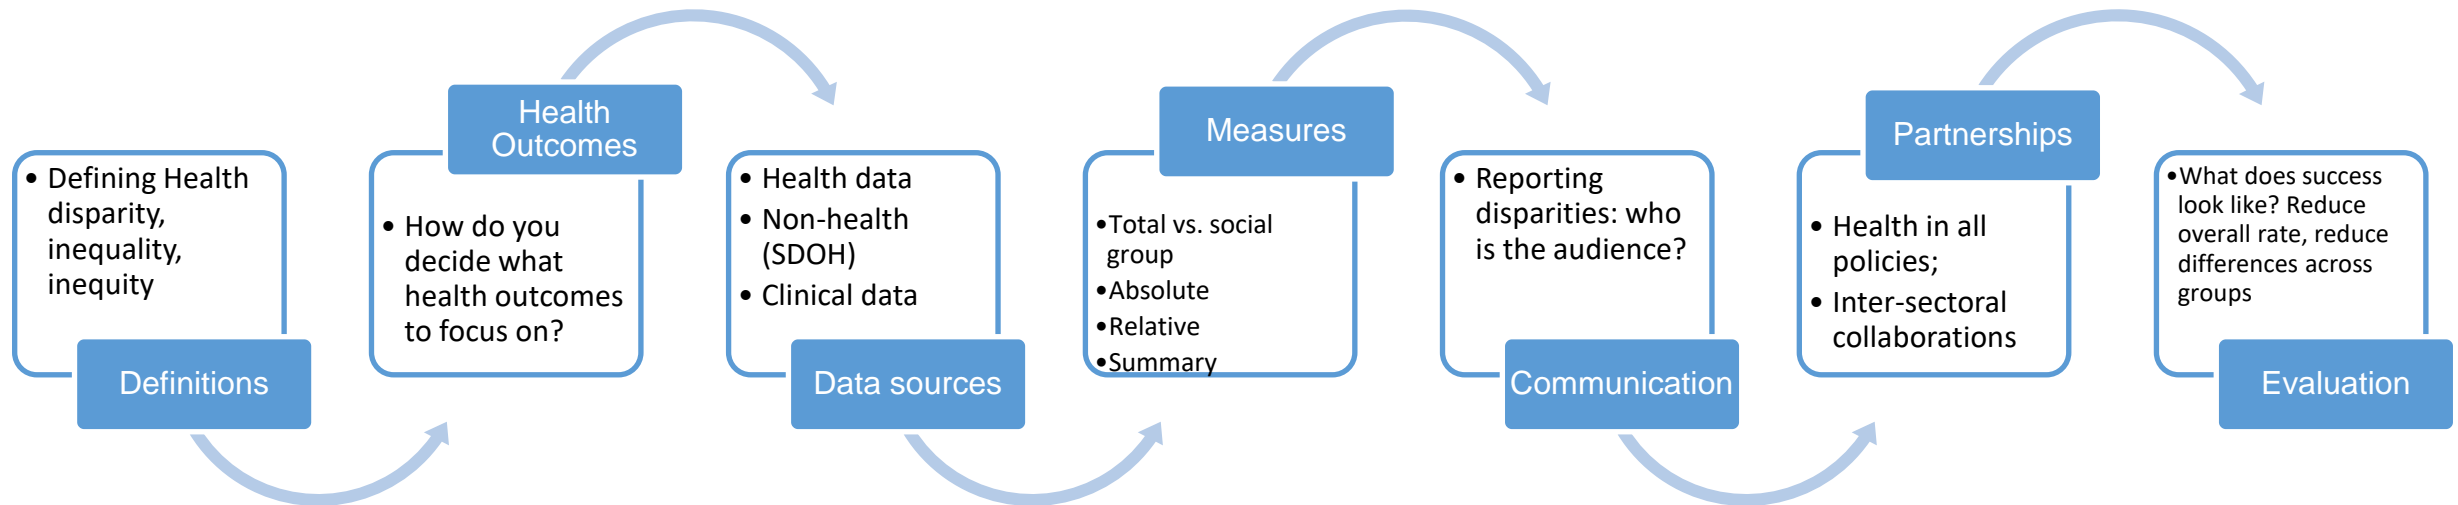 • Defining Health
disparity,
inequality,
inequity
Definitions
Health
Outcomes
• How do you
decide what
health outcomes
to focus on?
• Health data
• Non-health
(SDOH)
• Clinical data
Data sources
Measures
•Total vs. social
group
•Absolute
•Relative
•Summary
• Reporting
disparities: who
is the audience?
Communication
Partnerships
• Health in all
policies;
• Inter-sectoral
collaborations
•What does success
look like? Reduce
overall rate, reduce
differences across
groups
Evaluation